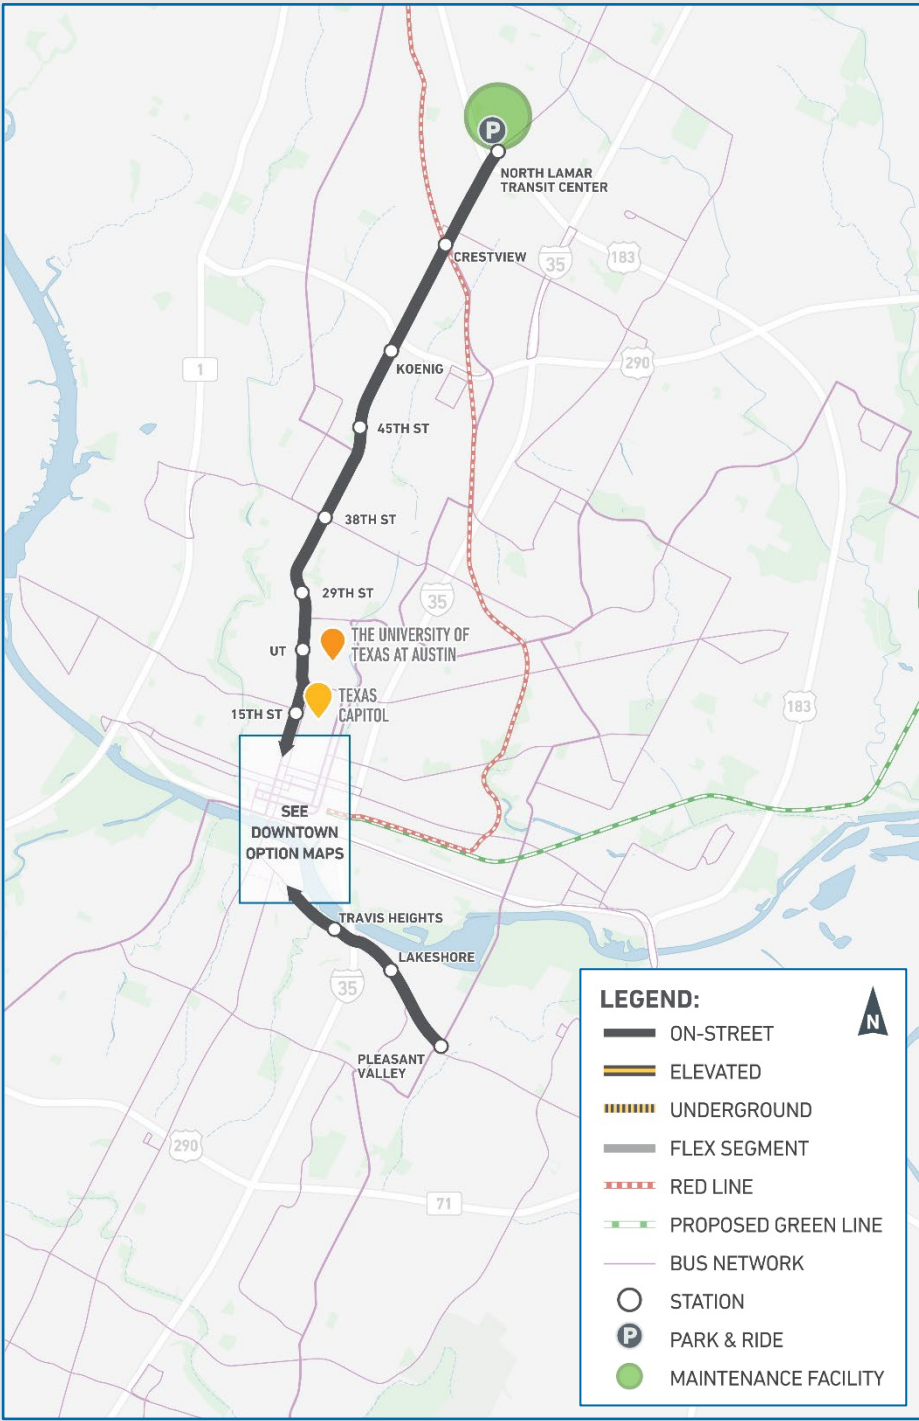 P
NORTH LAMAR
TRANSIT CENTER
CRESTVIEW
35
183
KOENIG
290
1
45TH ST
38TH ST
29TH ST
35
UT
THE UNIVERSITY OF
TEXAS AT AUSTIN
15TH ST
TEXAS
CAPITOL
183
SEE
DOWNTOWN
OPTION MAPS
TRAVIS HEIGHTS
LAKESHORE
35
PLEASANT
VALLEY
290
71
LEGEND:
N
ON-STREET
ELEVATED
UNDERGROUND
FLEX SEGMENT
RED LINE
PROPOSED GREEN LINE
BUS NETWORK
STATION
P
PARK & RIDE
MAINTENANCE FACILITY